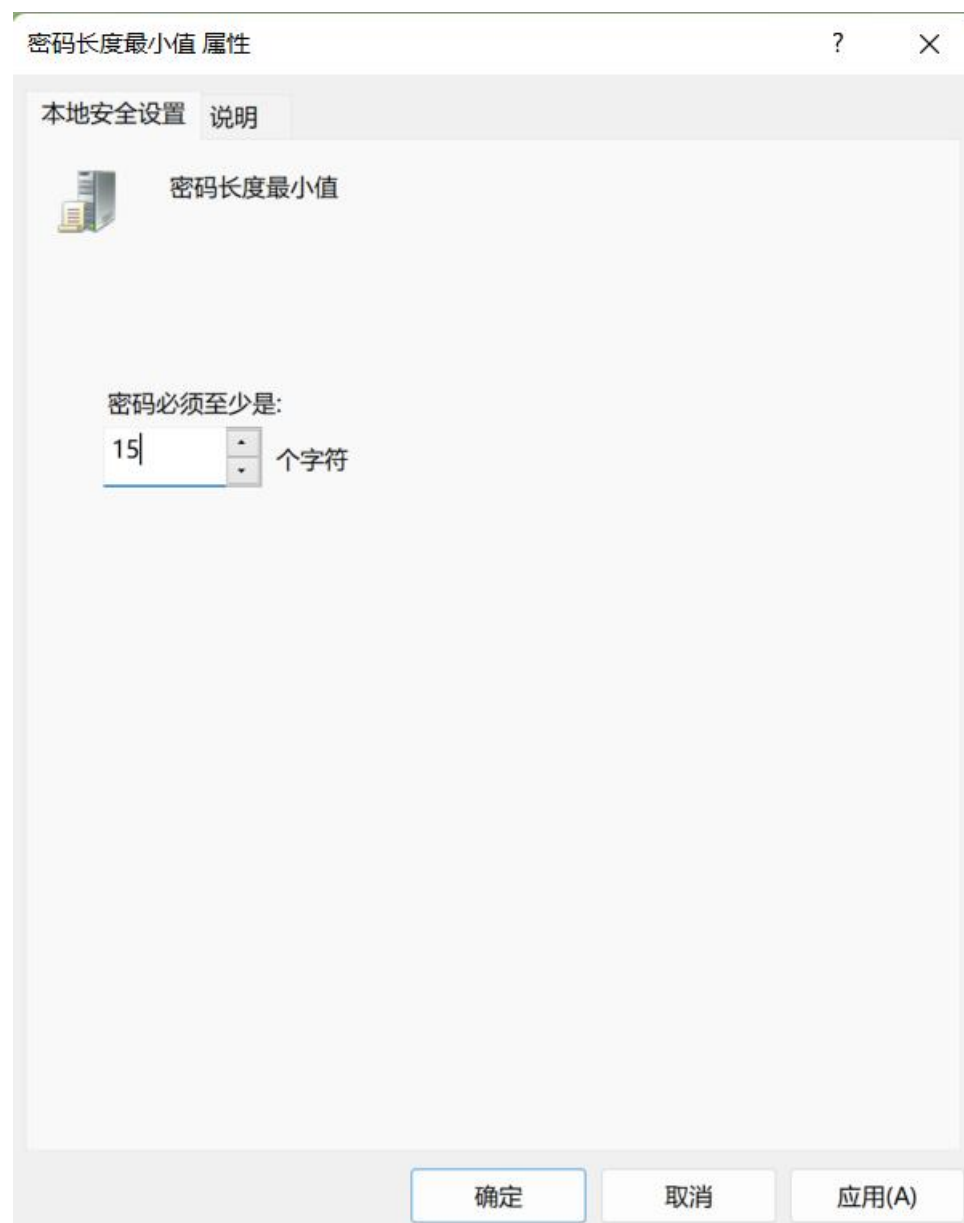 密码长度最小值 属性 ? ×
本地安全设置 说明
密码长度最小值
密码必须至少是:
15 个字符
确定 取消 应用(A)